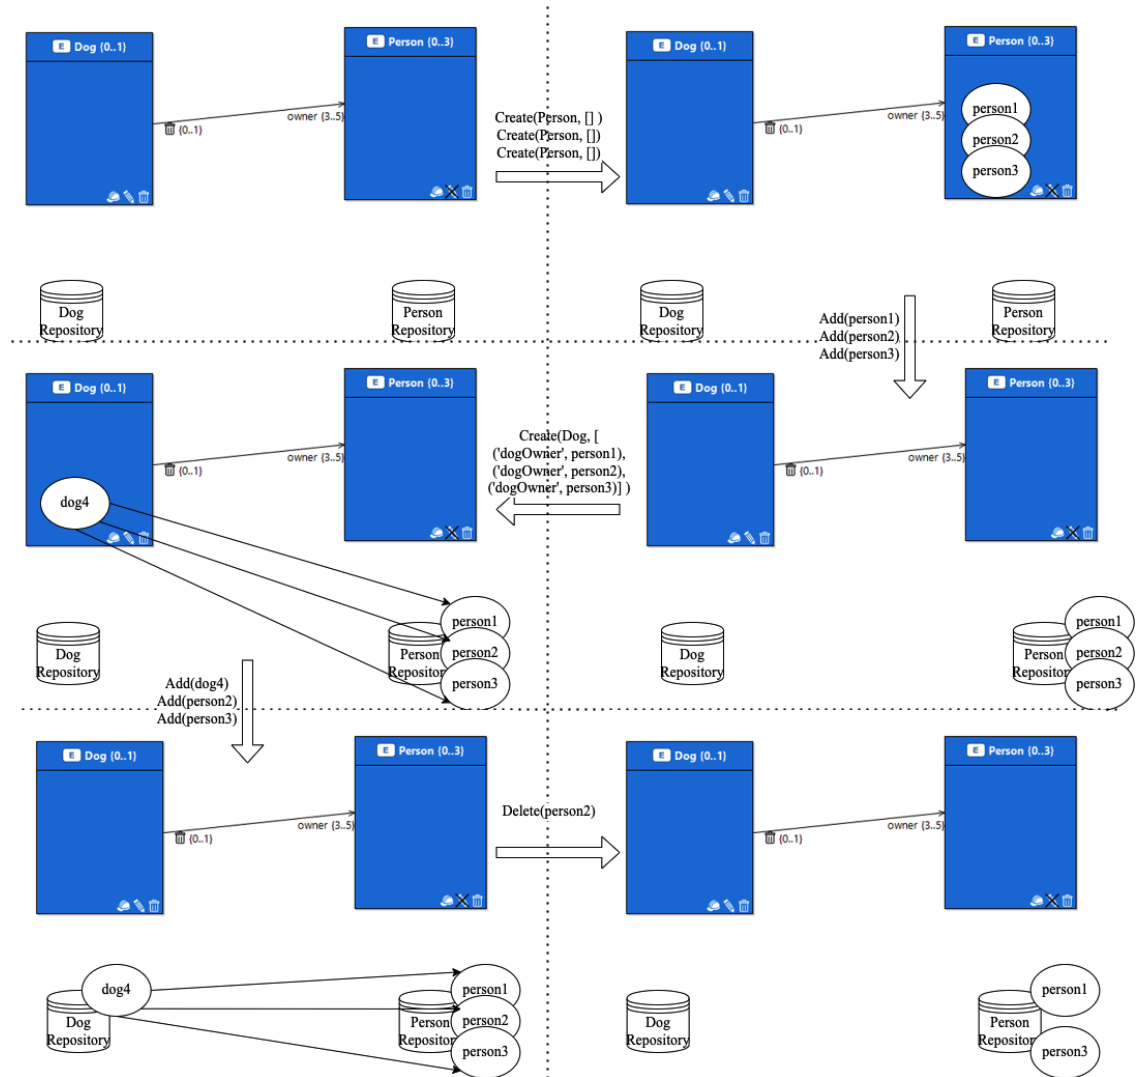 E Dog {0..1}
E Person {0..3}
{0..1}
owner {3..5}
Dog
Repository
Person
Repository
Create(Person, [] )
Create(Person, [])
Create(Person, [])
E Dog {0..1}
E Person {0..3}
person1
person2
person3
{0..1}
owner {3..5}
Dog
Repository
Person
Repository
Add(person1)
Add(person2)
Add(person3)
E Dog {0..1}
E Person {0..3}
{0..1}
owner {3..5}
dog4
Dog
Repository
Person
Repository
person1
person2
person3
Create(Dog, [
('dogOwner', person1),
('dogOwner', person2),
('dogOwner', person3)] )
E Dog {0..1}
E Person {0..3}
{0..1}
owner {3..5}
Dog
Repository
Person
Repository
person1
person2
person3
Add(dog4)
Add(person2)
Add(person3)
E Dog {0..1}
E Person {0..3}
{0..1}
owner {3..5}
dog4
Dog
Repository
Person
Repository
person1
person2
person3
Delete(person2)
E Dog {0..1}
E Person {0..3}
{0..1}
owner {3..5}
Dog
Repository
Person
Repository
person1
person3